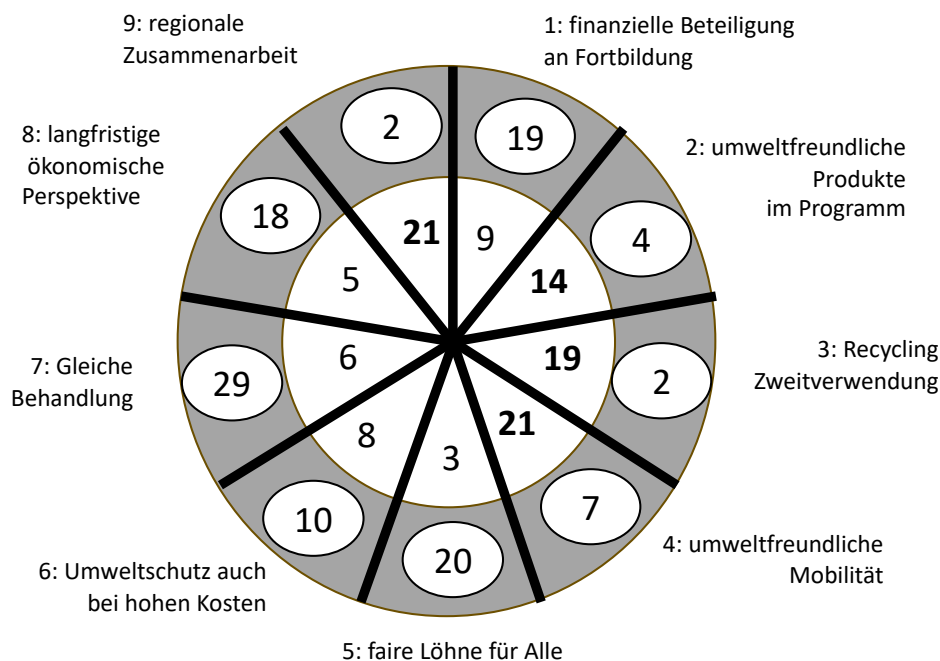 9: regionale
Zusammenarbeit
1: finanzielle Beteiligung
an Fortbildung
8: langfristige
ökonomische
Perspektive
2: umweltfreundliche
Produkte
im Programm
7: Gleiche
Behandlung
3: Recycling
Zweitverwendung
6: Umweltschutz auch
bei hohen Kosten
4: umweltfreundliche
Mobilität
5: faire Löhne für Alle
2
19
18
4
21
9
5
14
29
6
19
2
8
3
21
10
20
7